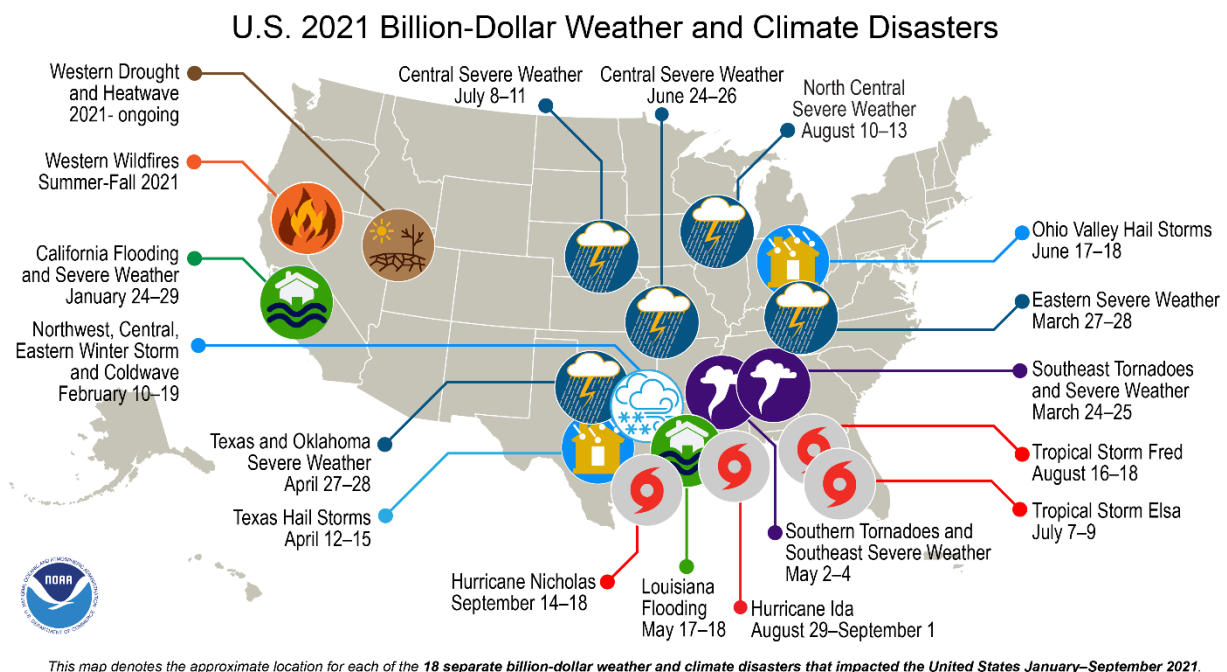 U.S. 2021 Billion-Dollar Weather and Climate Disasters
Western Drought
and Heatwave
2021- ongoing
Central Severe Weather
July 8–11
Central Severe Weather
June 24–26
North Central
Severe Weather
August 10–13
Western Wildfires
Summer-Fall 2021
Ohio Valley Hail Storms
June 17–18
California Flooding
and Severe Weather
January 24–29
Eastern Severe Weather
March 27–28
Northwest, Central,
Eastern Winter Storm
and Coldwave
February 10–19
Southeast Tornadoes
and Severe Weather
March 24–25
Texas and Oklahoma
Severe Weather
April 27–28
Tropical Storm Fred
August 16–18
Texas Hail Storms
April 12–15
Tropical Storm Elsa
July 7–9
Southern Tornadoes and
Southeast Severe Weather
May 2–4
Hurricane Nicholas
September 14–18
Louisiana
Flooding
May 17–18
Hurricane Ida
August 29–September 1
NATIONAL OCEANIC AND ATMOSPHERIC ADMINISTRATION
NOAA
U.S. DEPARTMENT OF COMMERCE
This map denotes the approximate location for each of the 18 separate billion-dollar weather and climate disasters that impacted the United States January–September 2021.